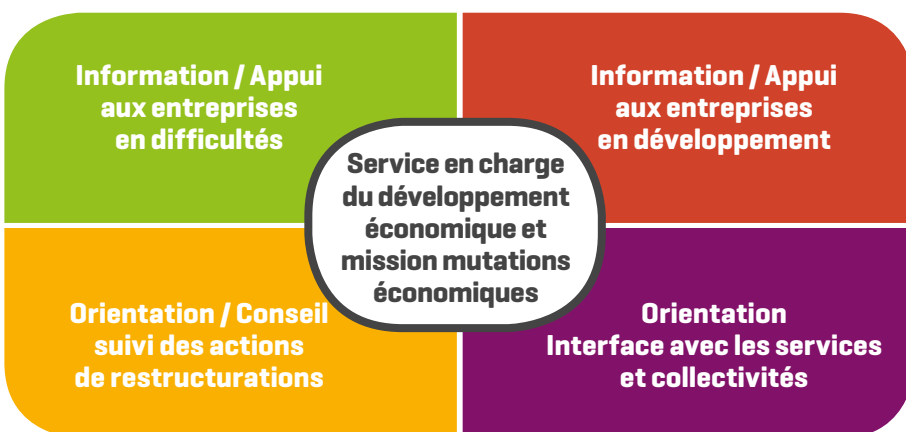 Information / Appui
aux entreprises
en difficultés
Information / Appui
aux entreprises
en développement
Service en charge
du développement
économique et
mission mutations
économiques
Orientation / Conseil
suivi des actions
de restructurations
Orientation
Interface avec les services
et collectivités